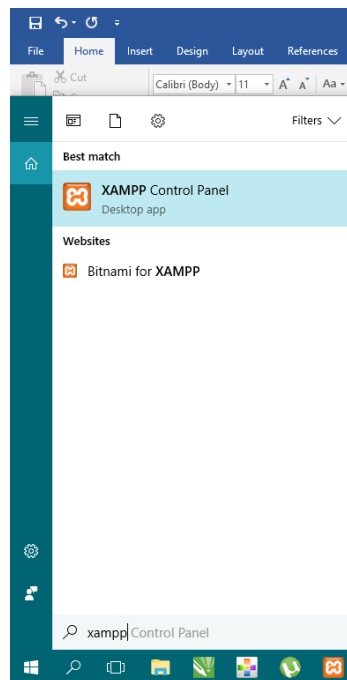 File Home Insert Design Layout References
Cut
Calibri (Body) 11 A A Aa
Filters
Best match
XAMPP Control Panel
Desktop app
Websites
Bitnami for XAMPP
xampp Control Panel